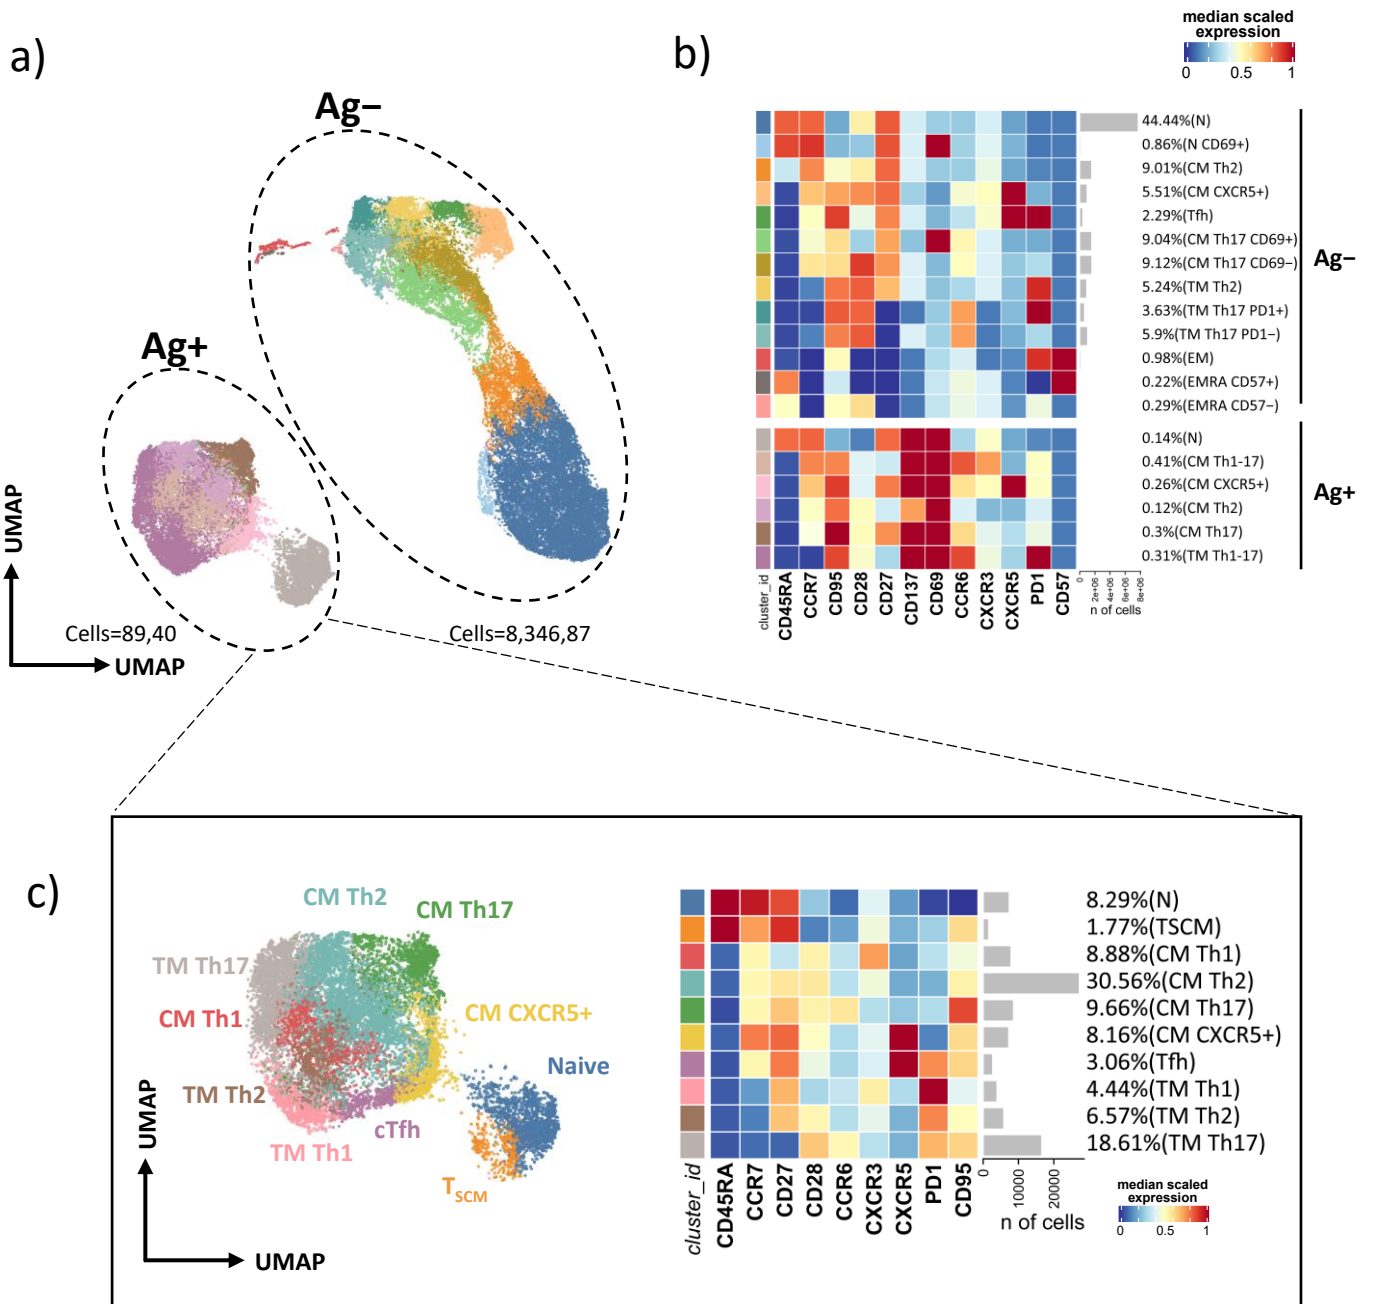 a)
Ag−
Ag+
Cells=89,40
Cells=8,346,87
UMAP
UMAP
b)
median scaled
expression
0 0.5 1
44.44%(N)
0.86%(N CD69+)
9.01%(CM Th2)
5.51%(CM CXCR5+)
2.29%(Tfh)
9.04%(CM Th17 CD69+)
9.12%(CM Th17 CD69−)
5.24%(TM Th2)
3.63%(TM Th17 PD1+)
5.9%(TM Th17 PD1−)
0.98%(EM)
0.22%(EMRA CD57+)
0.29%(EMRA CD57−)
Ag−
0.14%(N)
0.41%(CM Th1-17)
0.26%(CM CXCR5+)
0.12%(CM Th2)
0.3%(CM Th17)
0.31%(TM Th1-17)
Ag+
cluster_id
CD45RA
CCR7
CD95
CD28
CD27
CD137
CD69
CCR6
CXCR3
CXCR5
PD1
CD57
0
2e+06
4e+06
6e+06
8e+06
n of cells
c)
CM Th2
CM Th17
TM Th17
CM Th1
CM CXCR5+
Naive
TM Th2
cTfh
TM Th1
TSCM
UMAP
UMAP
8.29%(N)
1.77%(TSCM)
8.88%(CM Th1)
30.56%(CM Th2)
9.66%(CM Th17)
8.16%(CM CXCR5+)
3.06%(Tfh)
4.44%(TM Th1)
6.57%(TM Th2)
18.61%(TM Th17)
cluster_id
CD45RA
CCR7
CD27
CD28
CCR6
CXCR3
CXCR5
PD1
CD95
0
10000
20000
n of cells
median scaled
expression
0 0.5 1